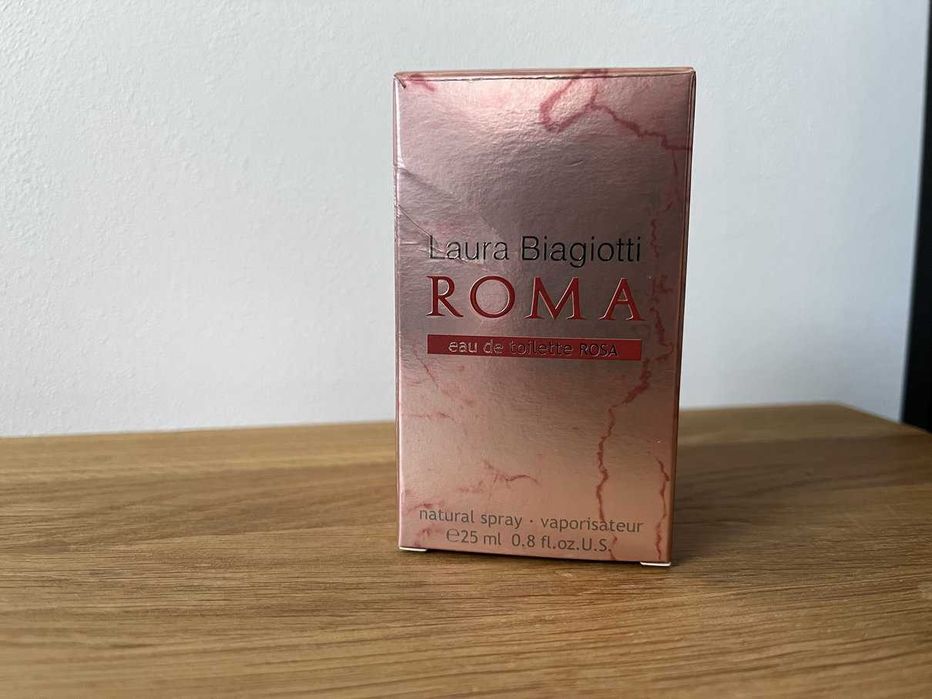 Laura Biagiotti
ROMA
eau de toilette ROSA
natural spray · vaporisateur
℮25 ml 0.8 fl.oz.U.S.